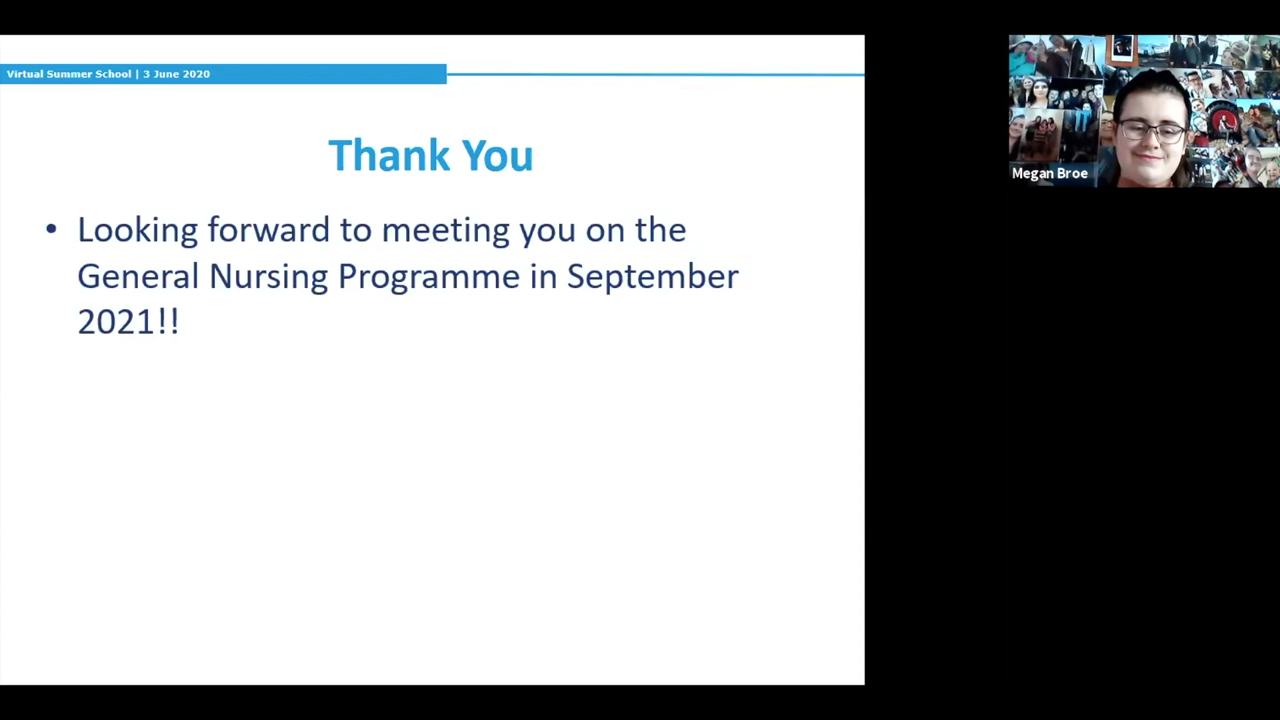 Virtual Summer School | 3 June 2020
Thank You
• Looking forward to meeting you on the
General Nursing Programme in September
2021!!
Megan Broe